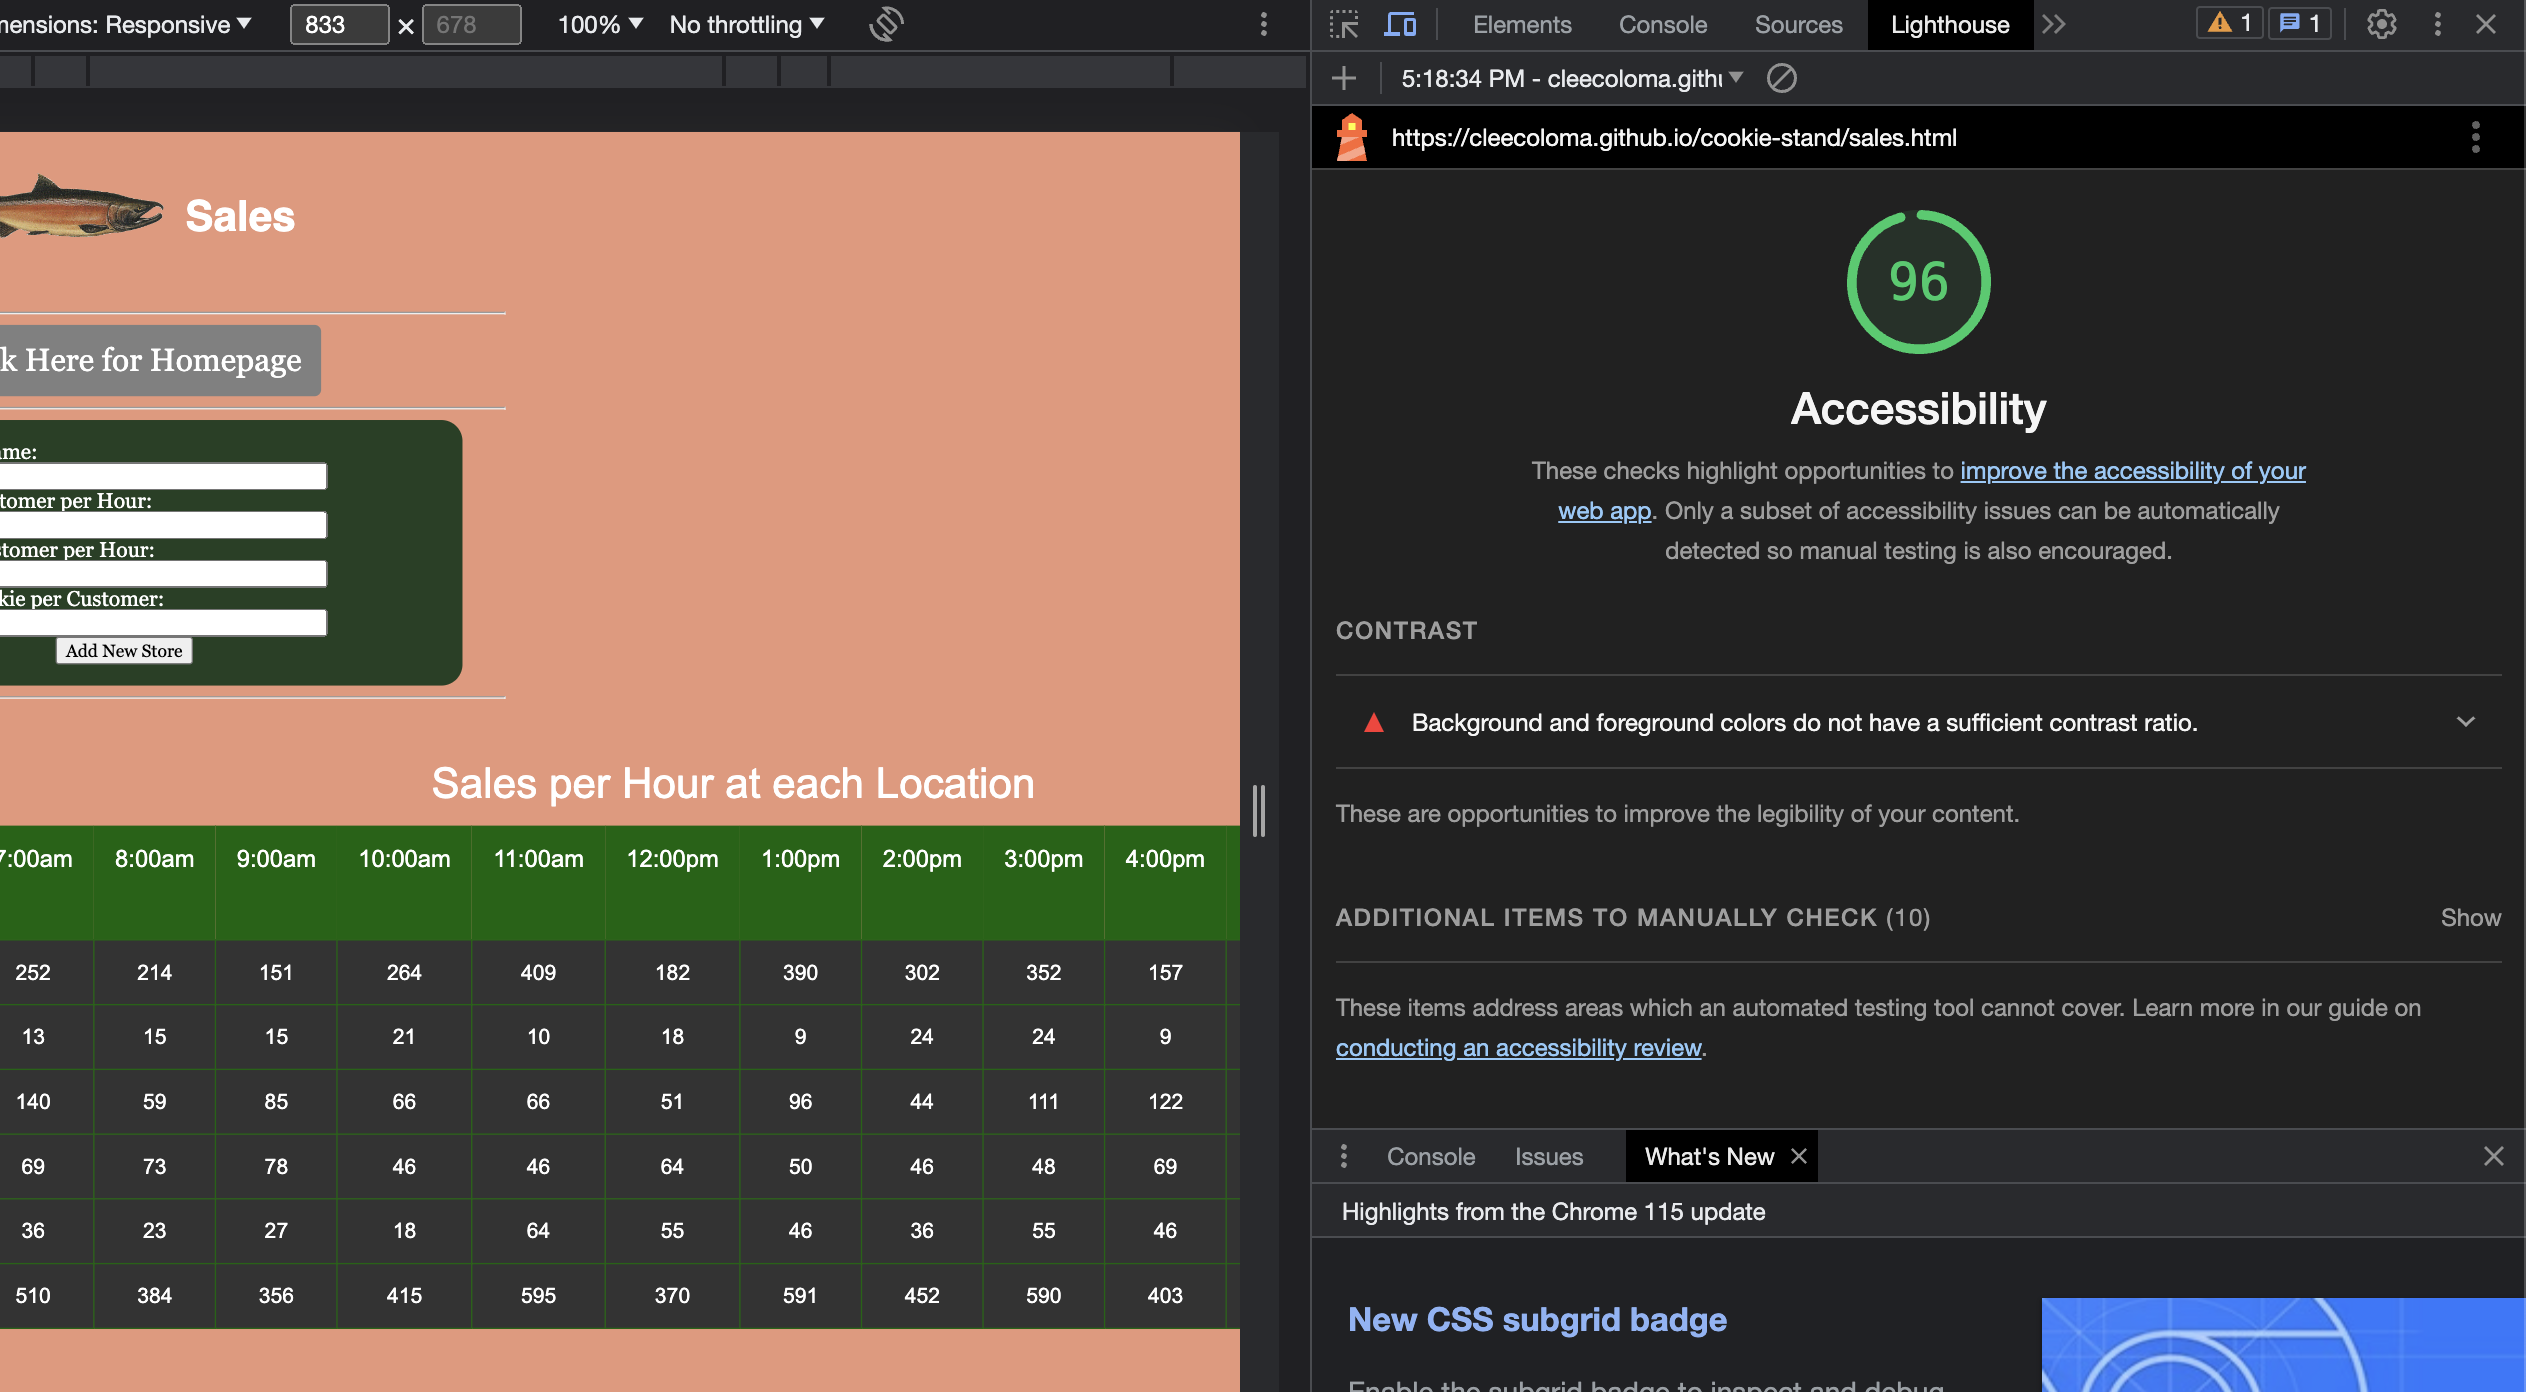 mensions: Responsive 833 × 678 100% No throttling
Sales
k Here for Homepage
ame:
tomer per Hour:
stomer per Hour:
kie per Customer:
Add New Store
Sales per Hour at each Location
7:00am 8:00am 9:00am 10:00am 11:00am 12:00pm 1:00pm 2:00pm 3:00pm 4:00pm
252 214 151 264 409 182 390 302 352 157
13 15 15 21 10 18 9 24 24 9
140 59 85 66 66 51 96 44 111 122
69 73 78 46 46 64 50 46 48 69
36 23 27 18 64 55 46 36 55 46
510 384 356 415 595 370 591 452 590 403
Elements Console Sources Lighthouse 1 1
5:18:34 PM - cleecoloma.githu
https://cleecoloma.github.io/cookie-stand/sales.html
96
Accessibility
These checks highlight opportunities to improve the accessibility of your
web app. Only a subset of accessibility issues can be automatically
detected so manual testing is also encouraged.
CONTRAST
Background and foreground colors do not have a sufficient contrast ratio.
These are opportunities to improve the legibility of your content.
ADDITIONAL ITEMS TO MANUALLY CHECK (10) Show
These items address areas which an automated testing tool cannot cover. Learn more in our guide on
conducting an accessibility review.
Console Issues What's New
Highlights from the Chrome 115 update
New CSS subgrid badge
Enable the subgrid badge to inspect and debug